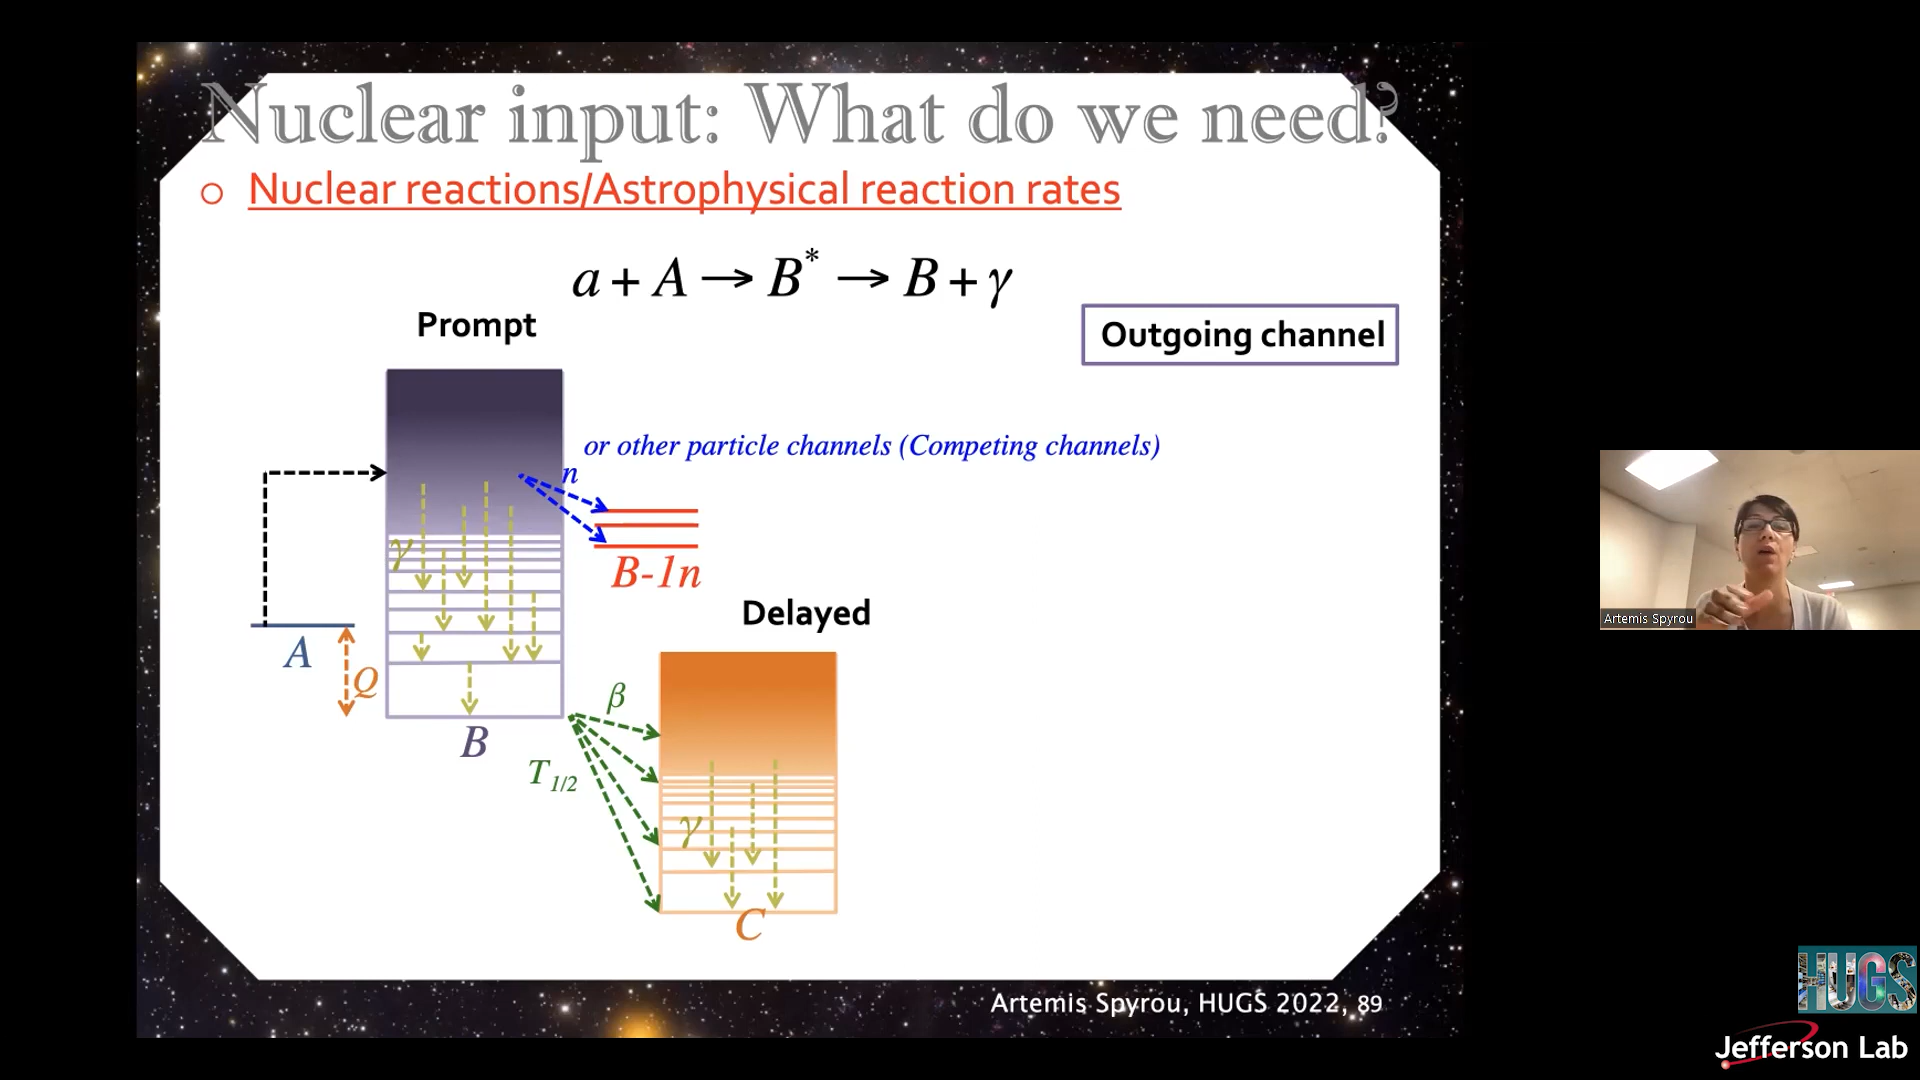 Nuclear input: What do we need?
o Nuclear reactions/Astrophysical reaction rates
a + A → B* → B + γ
Prompt
Outgoing channel
or other particle channels (Competing channels)
n
γ
B-1n
Delayed
A
Q
β
B
T1/2
γ
C
Artemis Spyrou, HUGS 2022, 89
Artemis Spyrou
HUGS
Jefferson Lab